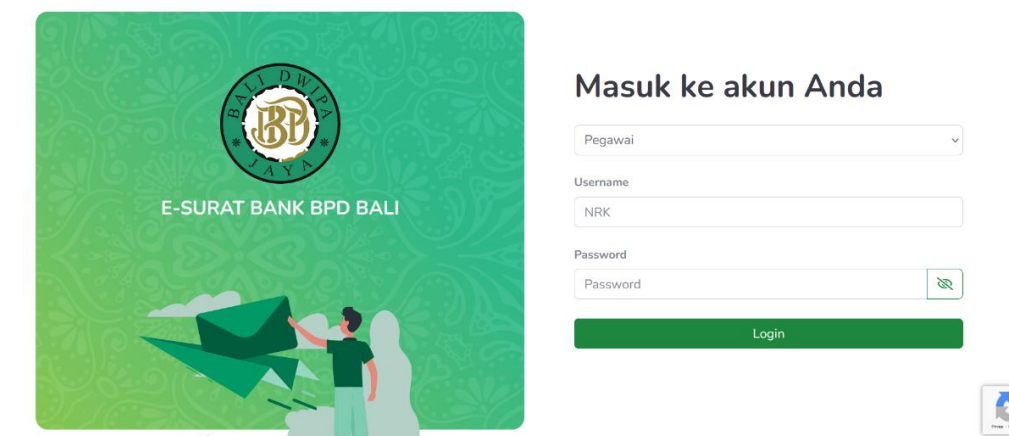 BALI DWIPA
JAYA
BPD
E-SURAT BANK BPD BALI
Masuk ke akun Anda
Pegawai
Username
NRK
Password
Password
Login